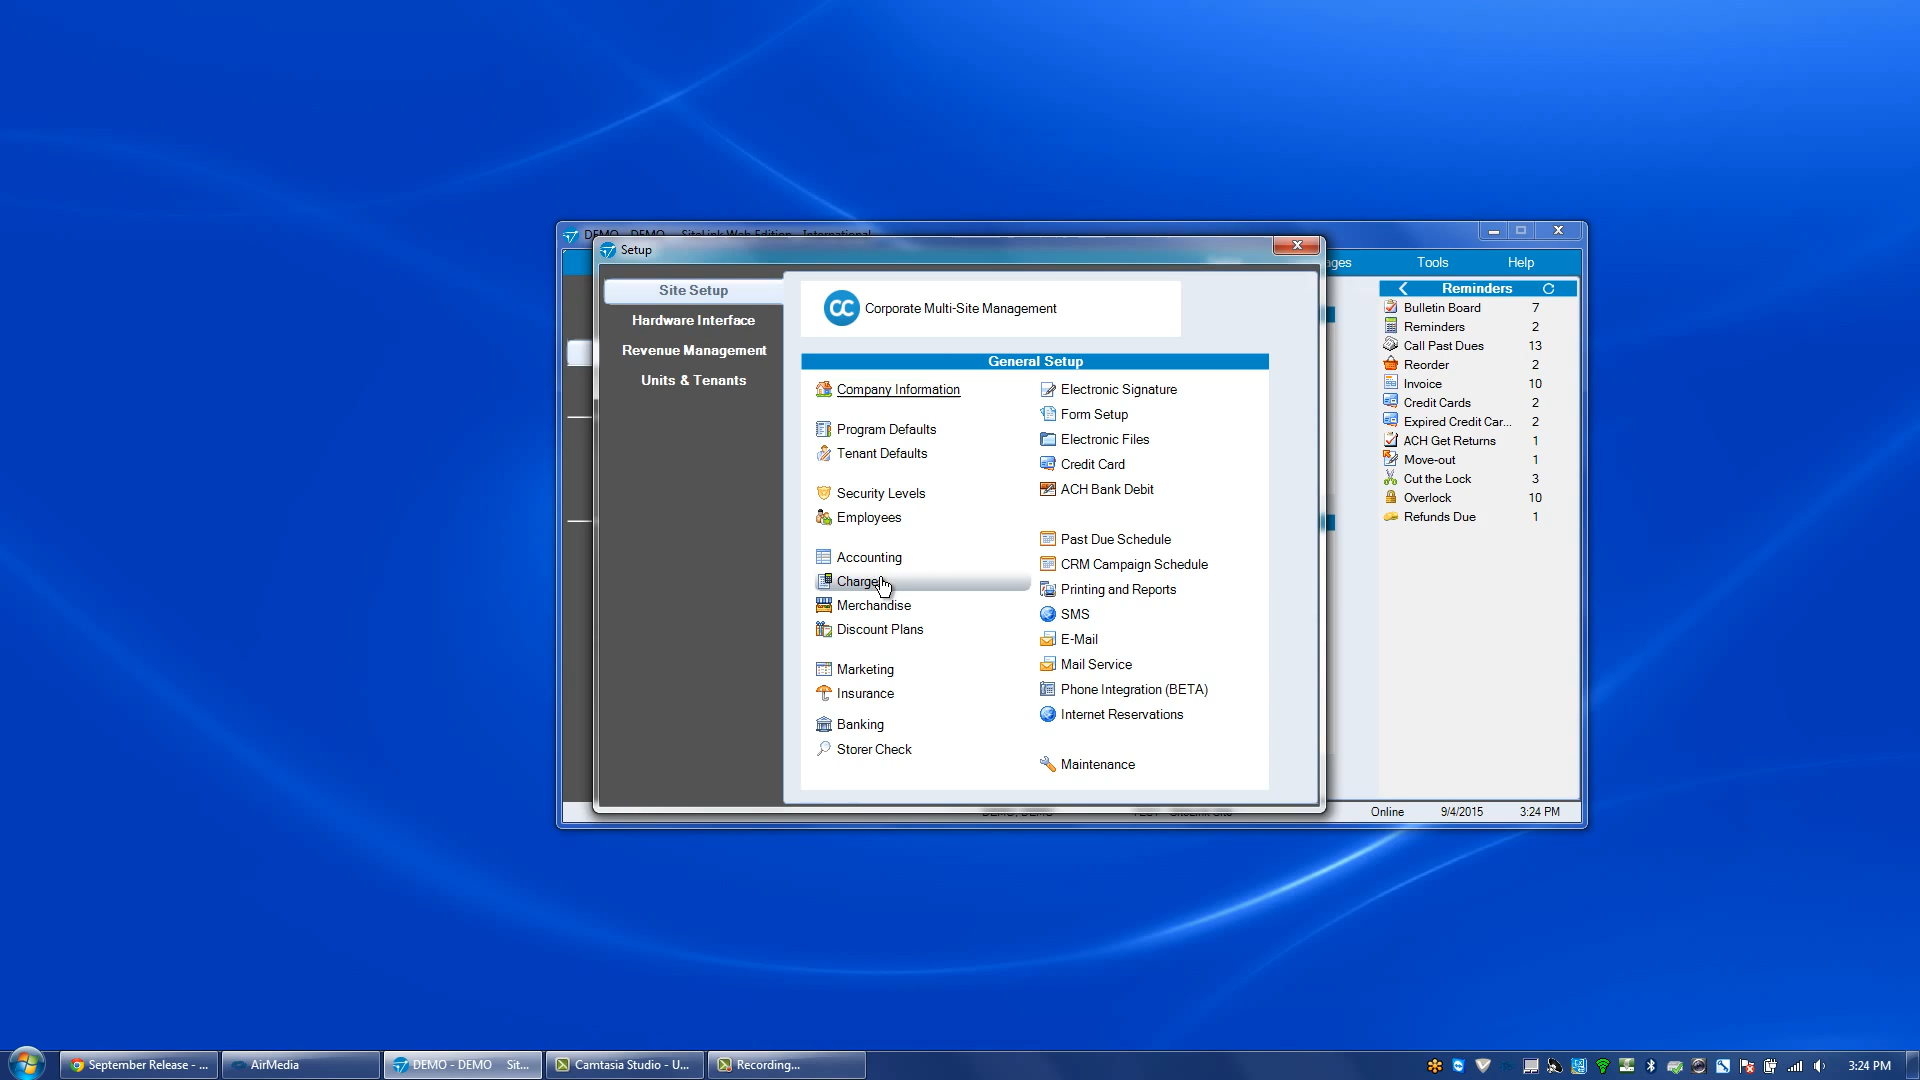 DEMO - DEMO SiteLink Web Edition - International
Setup
Tools
Help
Site Setup
Hardware Interface
Revenue Management
Units & Tenants
Corporate Multi-Site Management
General Setup
Company Information
Program Defaults
Tenant Defaults
Security Levels
Employees
Accounting
Merchandise
Discount Plans
Marketing
Insurance
Banking
Storer Check
Electronic Signature
Form Setup
Electronic Files
Credit Card
ACH Bank Debit
Past Due Schedule
CRM Campaign Schedule
Printing and Reports
SMS
E-Mail
Mail Service
Phone Integration (BETA)
Internet Reservations
Maintenance
Reminders
Bulletin Board 7
Reminders 2
Call Past Dues 13
Reorder 2
Invoice 10
Credit Cards 2
Expired Credit Car... 2
ACH Get Returns 1
Move-out 1
Cut the Lock 3
Overlock 10
Refunds Due 1
Online 9/4/2015 3:24 PM
September Release - ...
AirMedia
DEMO - DEMO Sit...
Camtasia Studio - U...
Recording...
3:24 PM